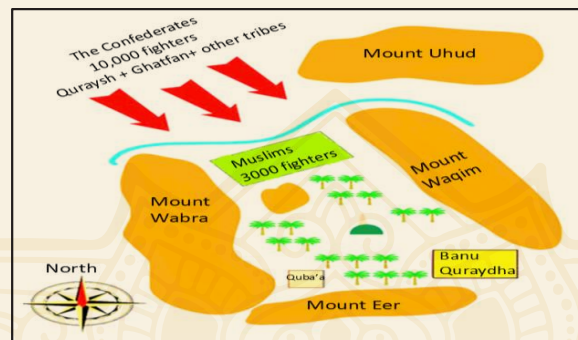 The Confederates
10,000 fighters
Quraysh + Ghatfan+ other tribes
Mount Uhud
Muslims
3000 fighters
Mount
Waqim
Mount
Wabra
Banu
Quraydha
North
Quba'a
Mount Eer